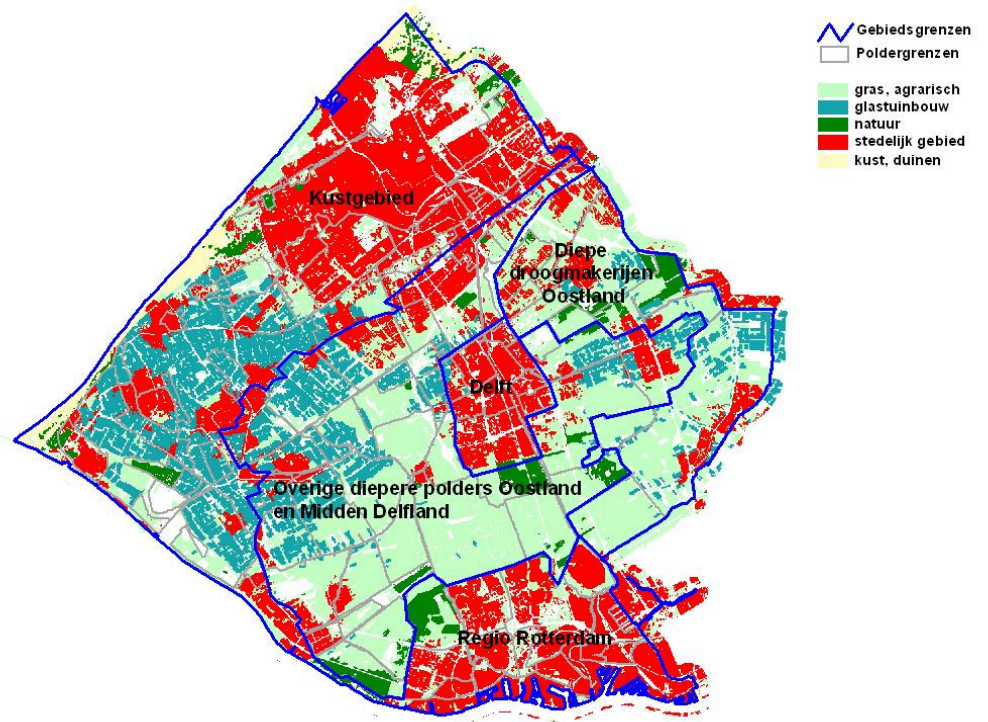 Gebiedsgrenzen
Poldergrenzen
gras, agrarisch
glastuinbouw
natuur
stedelijk gebied
kust, duinen
Kustgebied
Diepe
droogmakerijen
Oostland
Delft
Overige diepere polders Oostland
en Midden Delfland
Regio Rotterdam